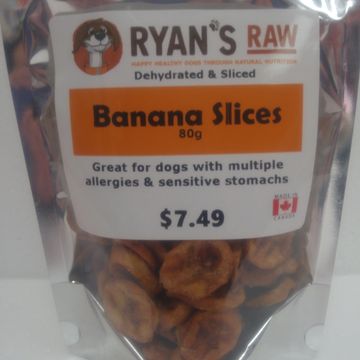 RYAN'S RAW
HAPPY HEALTHY DOGS THROUGH NATURAL NUTRITION
Dehydrated & Sliced
Banana Slices
80g
Great for dogs with multiple
allergies & sensitive stomachs
$7.49
MADE IN
CANADA